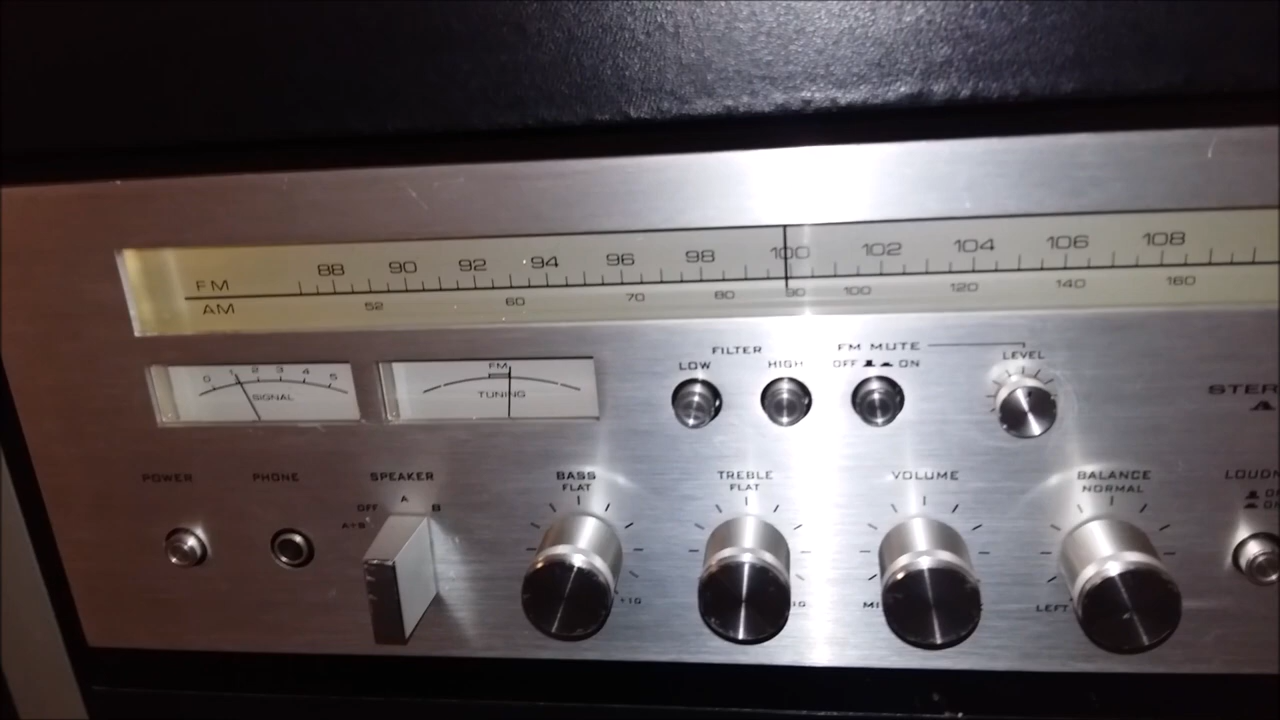 88 90 92 94 96 98 100 102 104 106 108
FM
AM
52 60 70 80 90 100 120 140 160
0 1 2 3 4 5
SIGNAL
FM
TUNING
FILTER
LOW HIGH
FM MUTE
OFF ON
LEVEL
POWER
PHONE
SPEAKER
OFF A B
A+B
BASS
FLAT
TREBLE
FLAT
VOLUME
BALANCE
NORMAL
LEFT